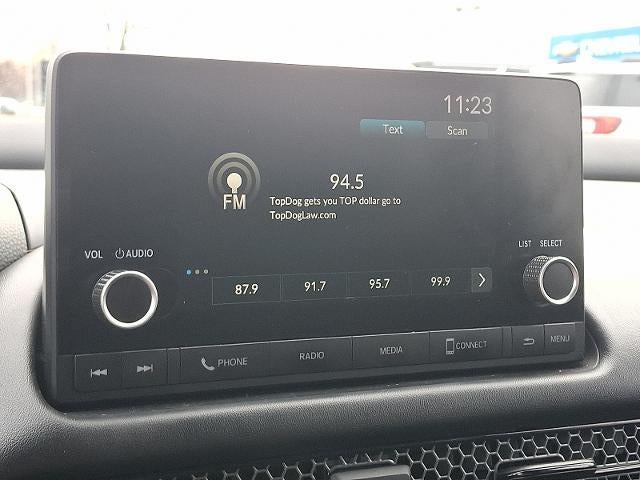 11:23
Text Scan
94.5
FM
TopDog gets you TOP dollar go to
TopDogLaw.com
VOL AUDIO
LIST SELECT
87.9 91.7 95.7 99.9
PHONE RADIO MEDIA CONNECT MENU